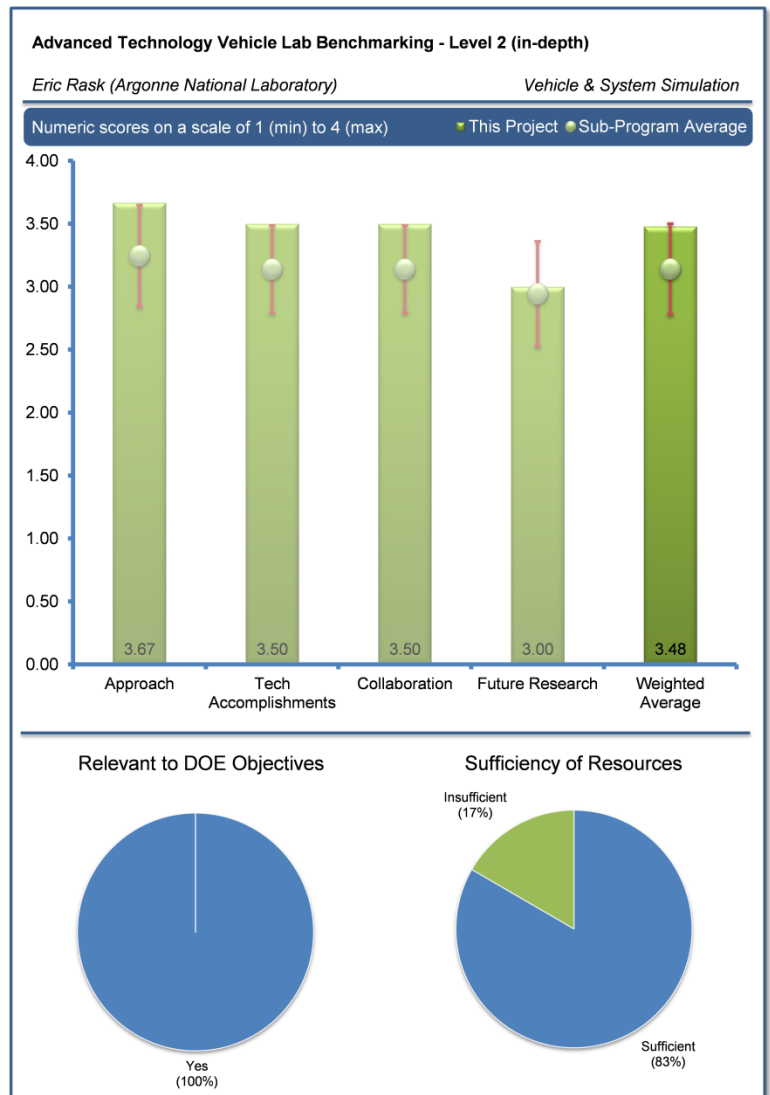 Advanced Technology Vehicle Lab Benchmarking - Level 2 (in-depth)
Eric Rask (Argonne National Laboratory) Vehicle & System Simulation
Numeric scores on a scale of 1 (min) to 4 (max) This Project Sub-Program Average
4.00
3.50
3.00
2.50
2.00
1.50
1.00
0.50
0.00
3.67 3.50 3.50 3.00 3.48
Approach Tech Collaboration Future Research Weighted
Accomplishments Average
Relevant to DOE Objectives
Yes
(100%)
Sufficiency of Resources
Insufficient
(17%)
Sufficient
(83%)